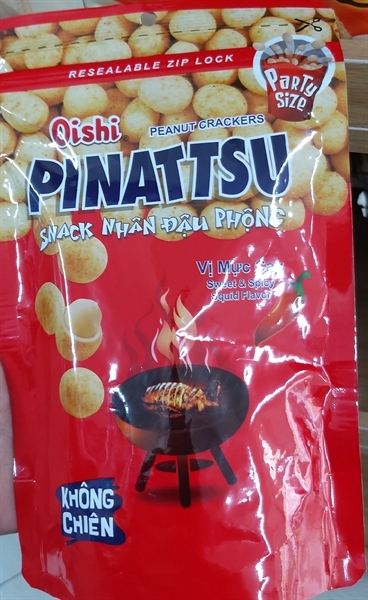 RESEALABLE ZIP LOCK
PARTY
SIZE
Oishi
PEANUT CRACKERS
PINATTSU
SNACK NHÂN ĐẬU PHỘNG
Vị Mực
Sweet & Spicy
Squid Flavor
KHÔNG
CHIÊN